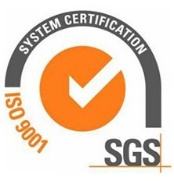 SYSTEM CERTIFICATION
ISO 9001
SGS